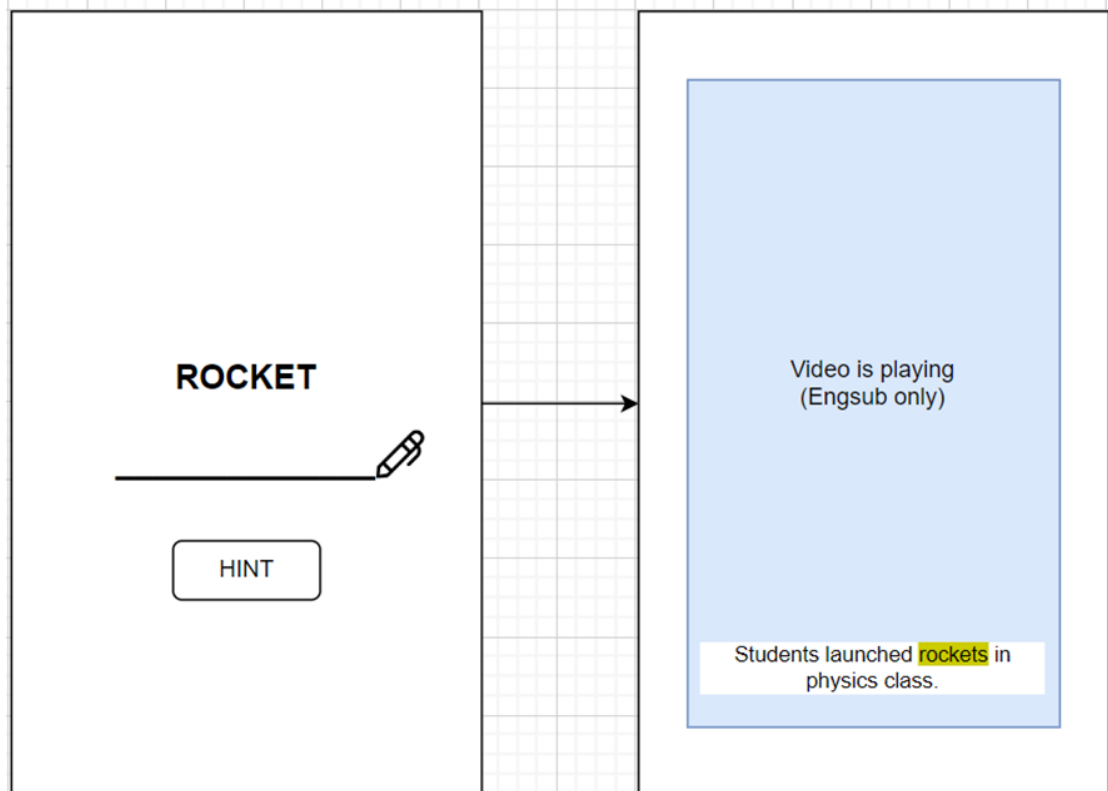 ROCKET
HINT
Video is playing
(Engsub only)
Students launched rockets in
physics class.